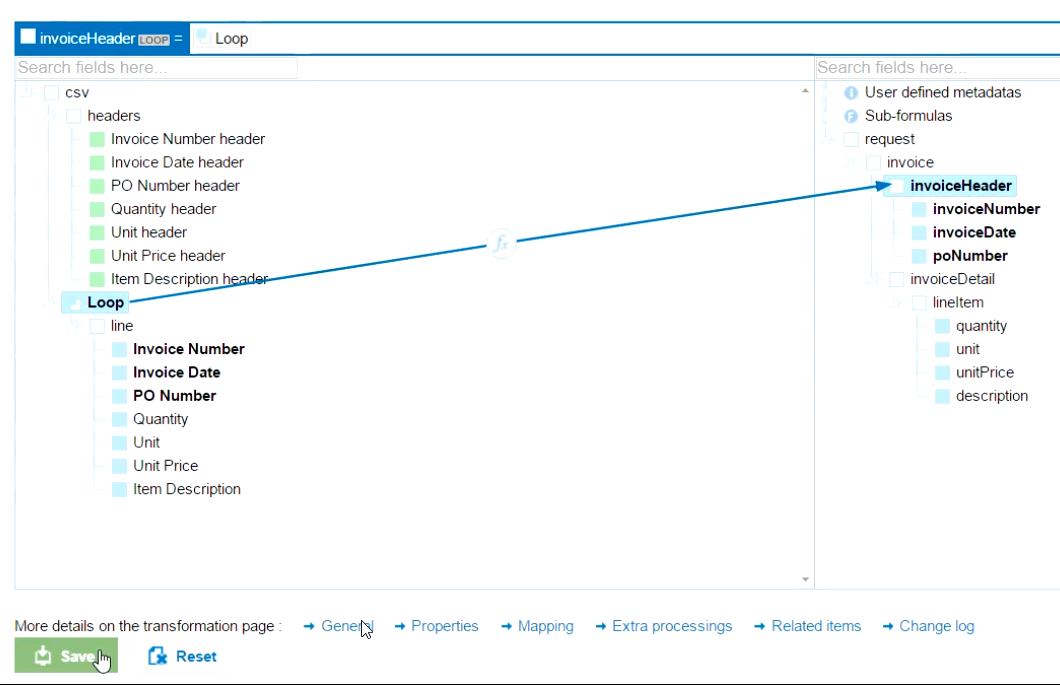 invoiceHeader LOOP = Loop
Search fields here... Search fields here...
csv
headers
Invoice Number header
Invoice Date header
PO Number header
Quantity header
Unit header
Unit Price header
Item Description header
Loop
line
Invoice Number
Invoice Date
PO Number
Quantity
Unit
Unit Price
Item Description
fx
User defined metadatas
Sub-formulas
request
invoice
invoiceHeader
invoiceNumber
invoiceDate
poNumber
invoiceDetail
lineItem
quantity
unit
unitPrice
description
More details on the transformation page : → General → Properties → Mapping → Extra processings → Related items → Change log
Save Reset